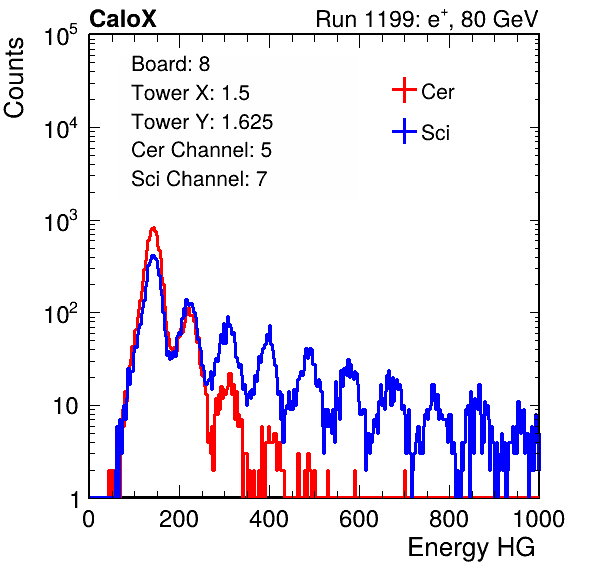 CaloX Run 1199: e⁺, 80 GeV
Board: 8
Tower X: 1.5
Tower Y: 1.625
Cer Channel: 5
Sci Channel: 7
Cer
Sci
Counts
10⁵
10⁴
10³
10²
10
1
0 200 400 600 800 1000
Energy HG